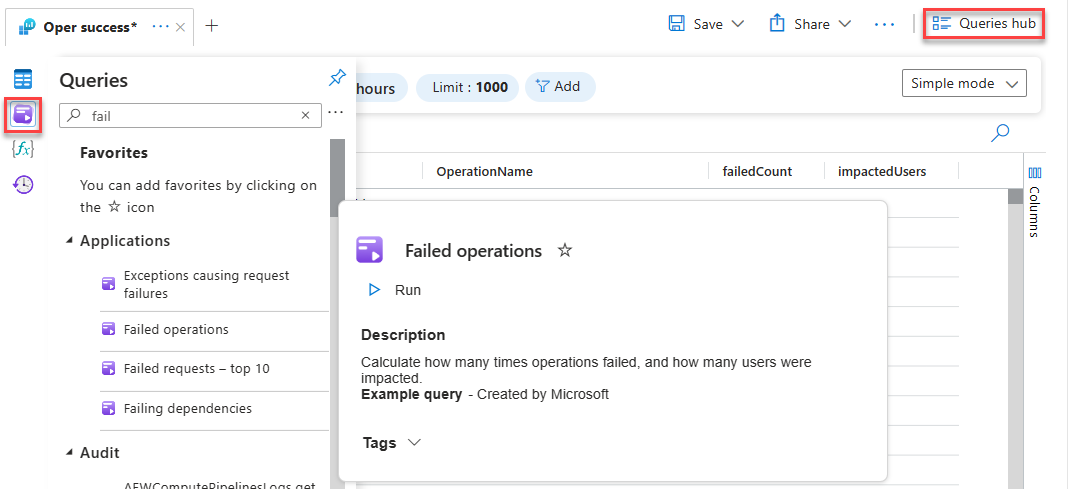 Oper success*
Save
Share
Queries hub
Queries
hours
Limit : 1000
Add
Simple mode
fail
Favorites
You can add favorites by clicking on
the ☆ icon
Applications
Exceptions causing request
failures
Failed operations
Failed requests – top 10
Failing dependencies
Audit
AEWComputePipelinesLogs get
{fx}
OperationName
failedCount
impactedUsers
Columns
Failed operations
Run
Description
Calculate how many times operations failed, and how many users were
impacted.
Example query - Created by Microsoft
Tags